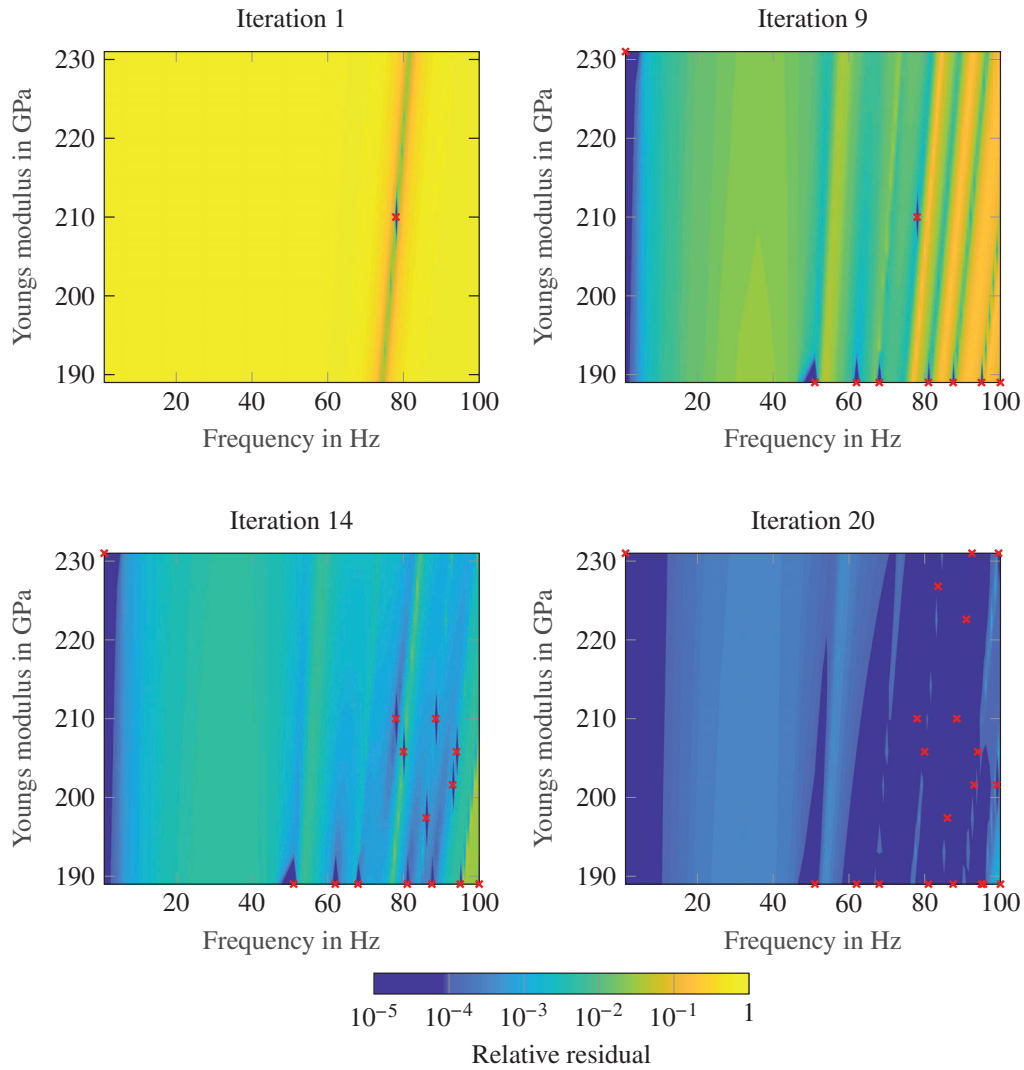 Iteration 1
Iteration 9
230
220
210
200
190
Youngs modulus in GPa
20 40 60 80 100
Frequency in Hz
230
220
210
200
190
Youngs modulus in GPa
20 40 60 80 100
Frequency in Hz
Iteration 14
Iteration 20
230
220
210
200
190
Youngs modulus in GPa
20 40 60 80 100
Frequency in Hz
230
220
210
200
190
Youngs modulus in GPa
20 40 60 80 100
Frequency in Hz
10⁻⁵ 10⁻⁴ 10⁻³ 10⁻² 10⁻¹ 1
Relative residual